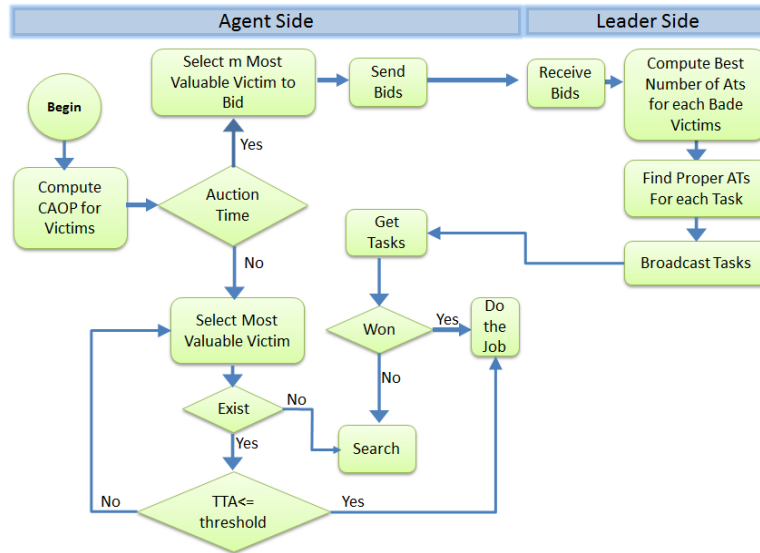 Agent Side
Leader Side
Begin
Compute
CAOP for
Victims
Auction
Time
Yes
Select m Most
Valuable Victim to
Bid
Send
Bids
Receive
Bids
Compute Best
Number of Ats
for each Bade
Victims
Find Proper ATs
For each Task
Broadcast Tasks
Get
Tasks
Won
Yes
Do
the
Job
No
Search
No
Select Most
Valuable Victim
Exist
No
Yes
TTA<=
threshold
No
Yes